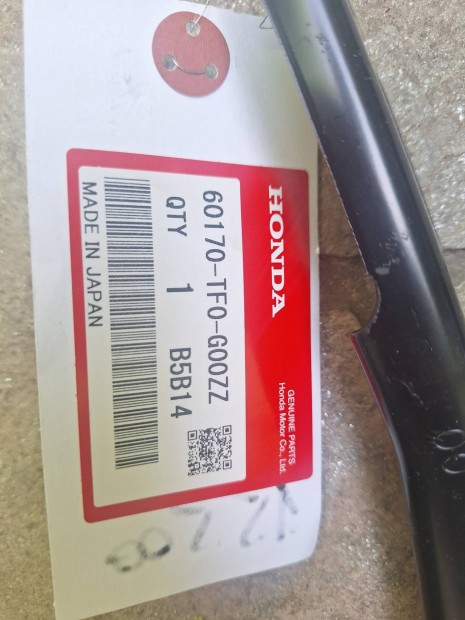 HONDA
GENUINE PARTS
Honda Motor Co., Ltd.
60170-TF0-G00ZZ
QTY 1 B5B14
MADE IN JAPAN